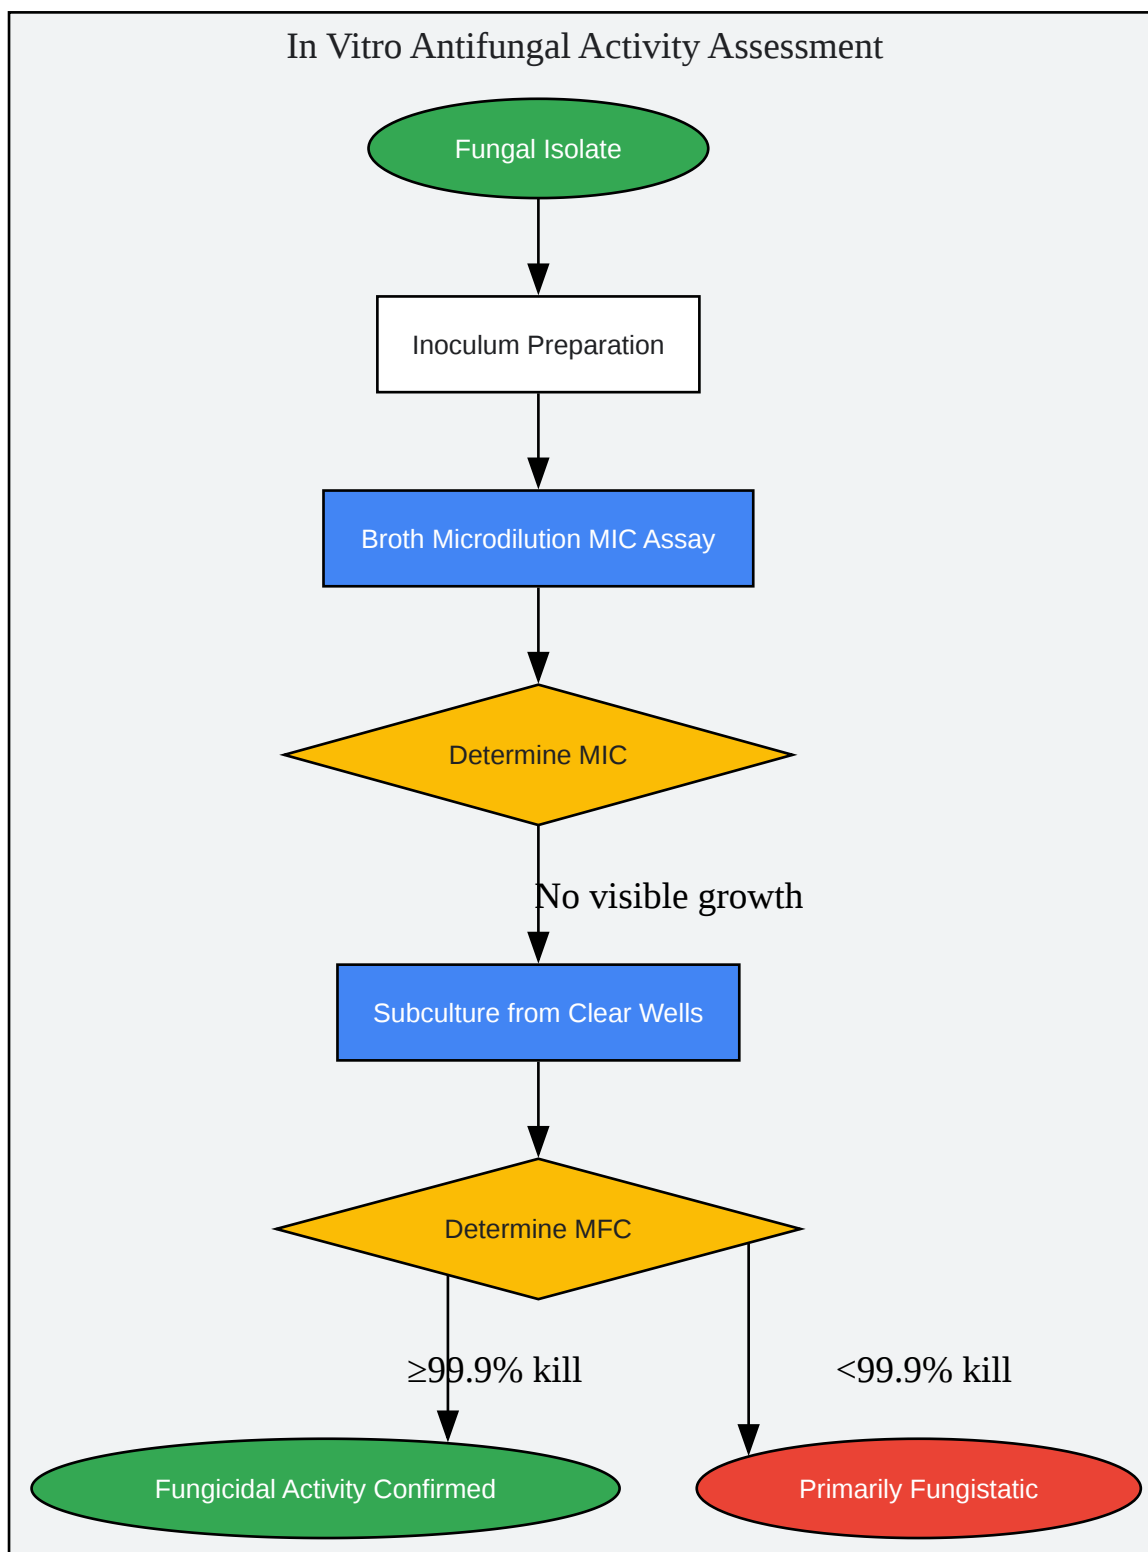 In Vitro Antifungal Activity Assessment
Fungal Isolate
Inoculum Preparation
Broth Microdilution MIC Assay
Determine MIC
No visible growth
Subculture from Clear Wells
Determine MFC
≥99.9% kill
<99.9% kill
Fungicidal Activity Confirmed
Primarily Fungistatic